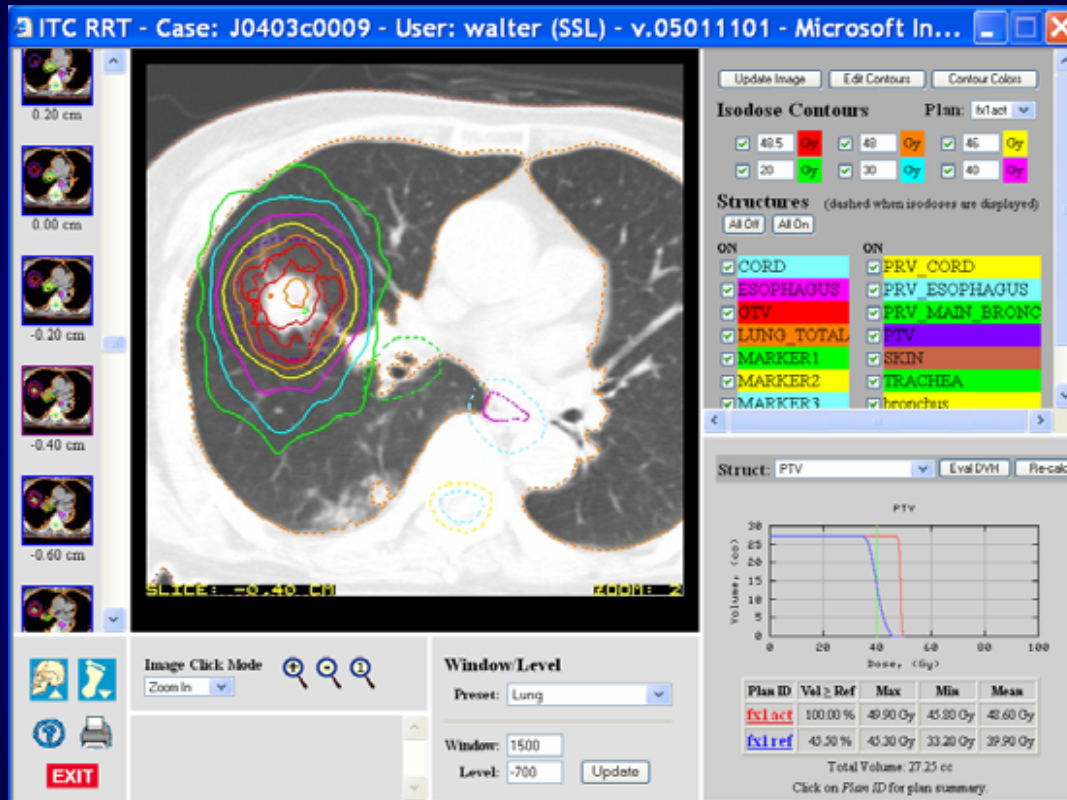 ITC RRT - Case: J0403c0009 - User: walter (SSL) - v.05011101 - Microsoft In...
0.20 cm
0.00 cm
-0.20 cm
-0.40 cm
-0.60 cm
SLICE: -0.40 CM ZOOM: 2
Update Image Edit Contours Contour Colors
Isodose Contours Plan: fx1act
48.5 Gy 48 Gy 46 Gy
20 Gy 30 Gy 40 Gy
Structures (dashed when isodoses are displayed)
All Off All On
ON ON
CORD PRV_CORD
ESOPHAGUS PRV_ESOPHAGUS
GTV PRV_MAIN_BRONC
LUNG_TOTAL PTV
MARKER1 SKIN
MARKER2 TRACHEA
MARKER3 bronchus
Struct: PTV Eval DVH Re-calc
PTV
Volume, (cc)
30
25
20
15
10
5
0
0 20 40 60 80 100
Dose, (Gy)
Plan ID Vol ≥ Ref Max Min Mean
fx1act 100.00 % 49.90 Gy 45.80 Gy 48.60 Gy
fx1ref 45.50 % 45.30 Gy 33.20 Gy 39.90 Gy
Total Volume: 27.25 cc
Click on Plan ID for plan summary.
Image Click Mode
Zoom In
1
EXIT
Window/Level
Preset: Lung
Window: 1500
Level: -700 Update